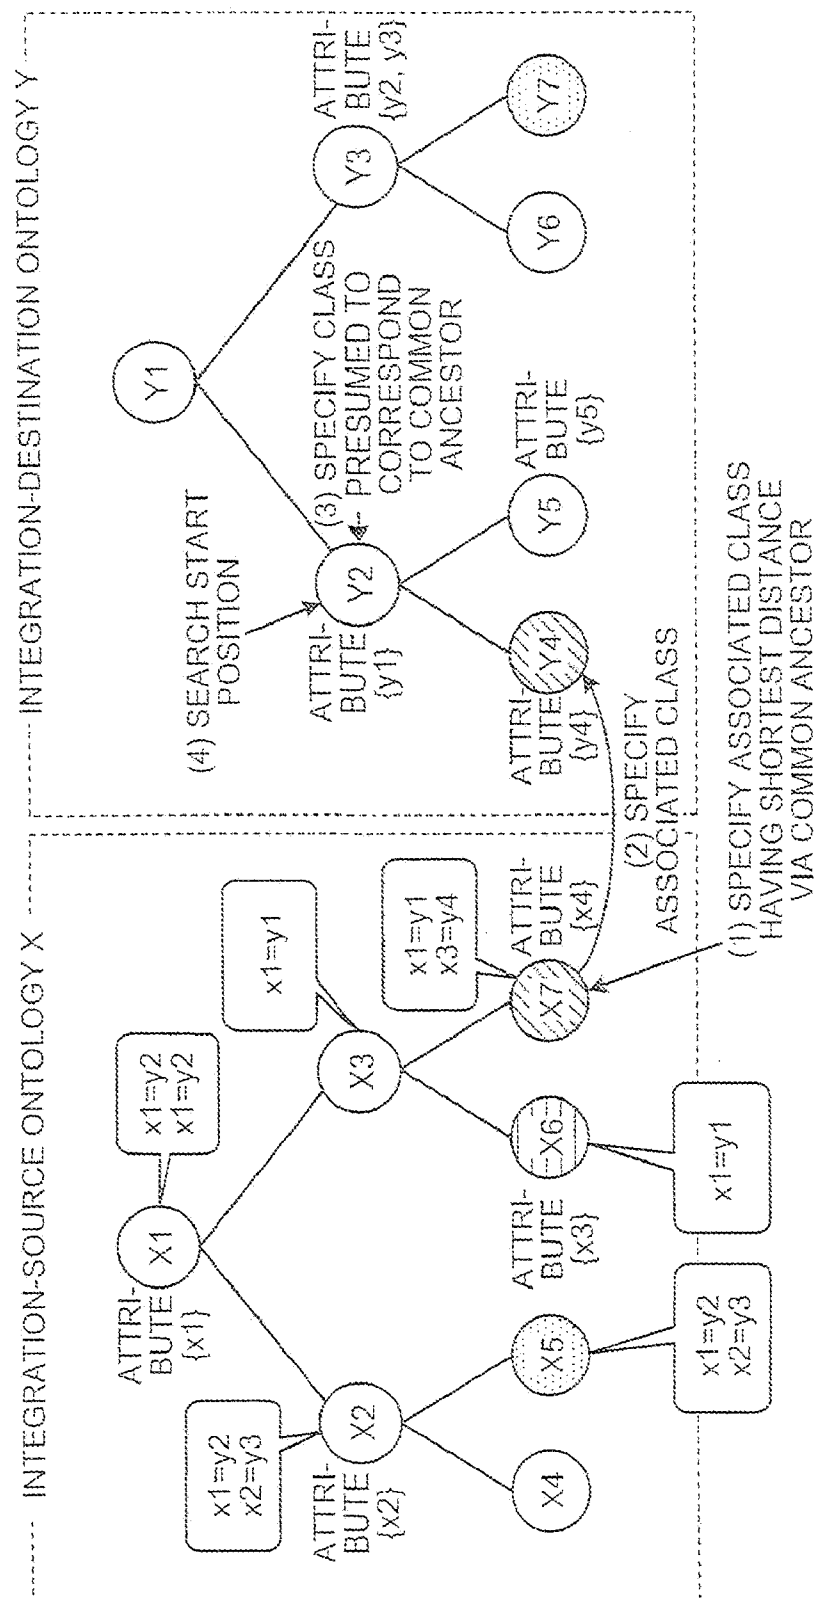 INTEGRATION-SOURCE ONTOLOGY X
X1
ATTRI-
BUTE
{x1}
x1=y2
x1=y2
X2
ATTRI-
BUTE
{x2}
x1=y2
x2=y3
X3
x1=y1
X4
X5
x1=y2
x2=y3
X6
ATTRI-
BUTE
{x3}
x1=y1
X7
ATTRI-
BUTE
{x4}
x1=y1
x3=y4
(1) SPECIFY ASSOCIATED CLASS
HAVING SHORTEST DISTANCE
VIA COMMON ANCESTOR
(2) SPECIFY
ASSOCIATED CLASS
INTEGRATION-DESTINATION ONTOLOGY Y
Y1
(4) SEARCH START
POSITION
Y2
ATTRI-
BUTE
{y1}
(3) SPECIFY CLASS
PRESUMED TO
CORRESPOND
TO COMMON
ANCESTOR
Y3
ATTRI-
BUTE
{y2, y3}
Y4
ATTRI-
BUTE
{y4}
Y5
ATTRI-
BUTE
{y5}
Y6
Y7